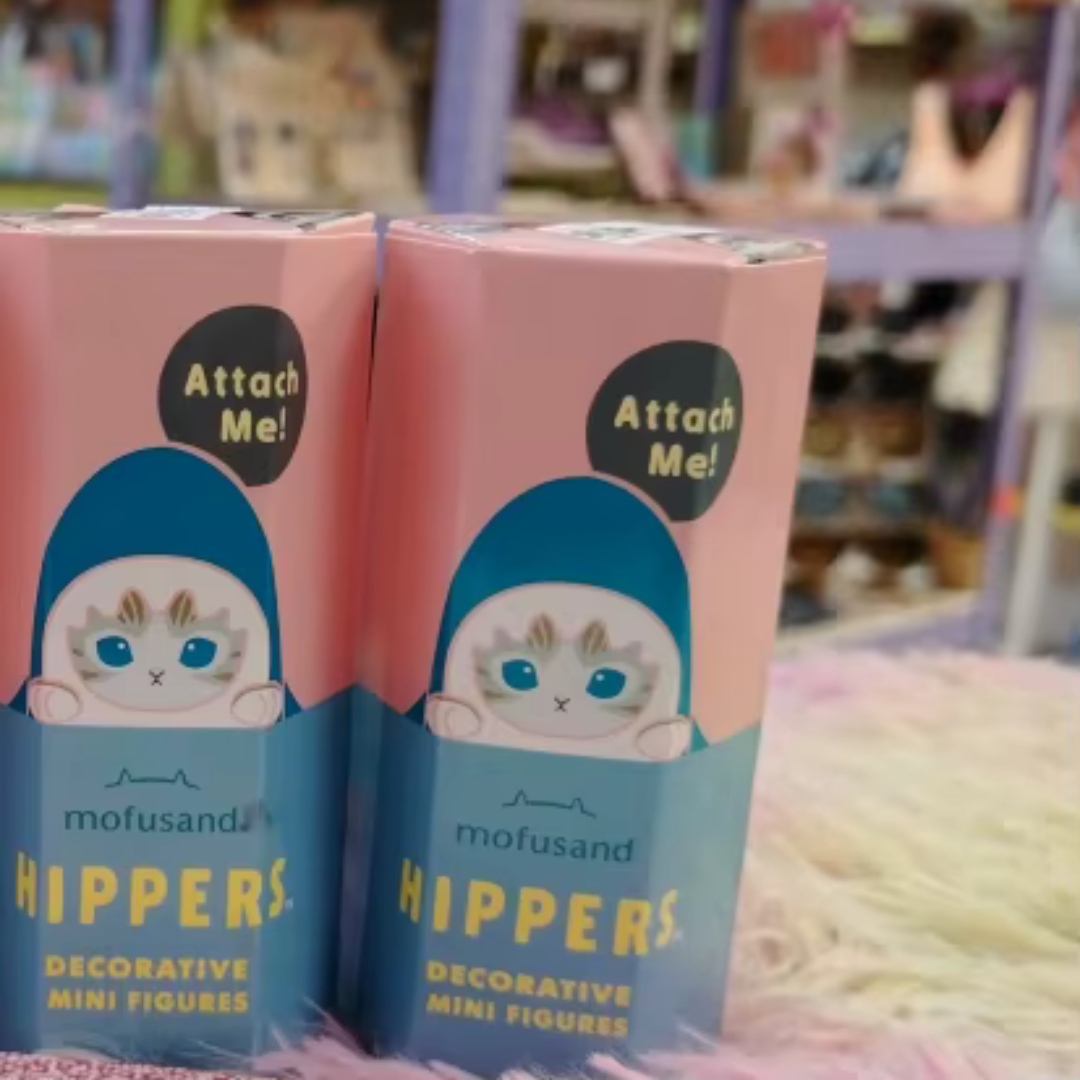 Attach
Me!
mofusand
HIPPERS
DECORATIVE
MINI FIGURES
Attach
Me!
mofusand
HIPPERS
DECORATIVE
MINI FIGURES